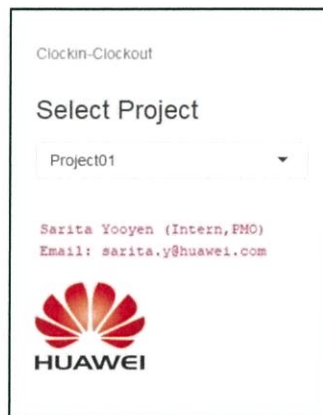 Clockin-Clockout
Select Project
Project01
Sarita Yooyen (Intern,PMO)
Email: sarita.y@huawei.com
HUAWEI